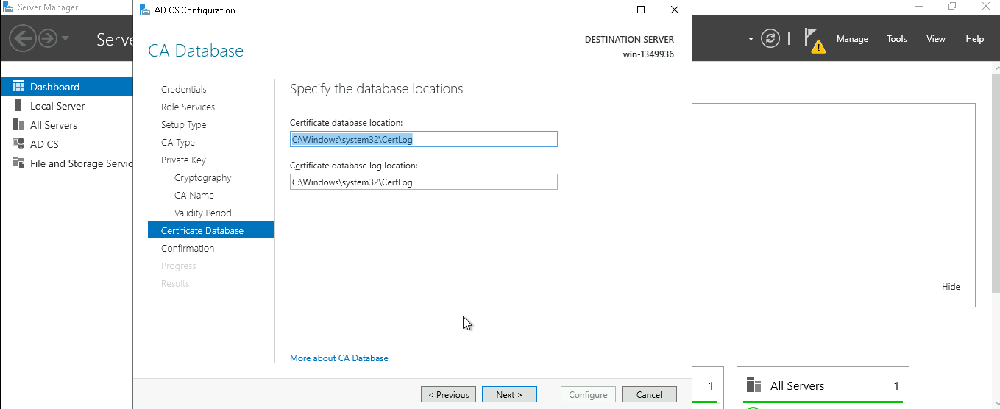 Server Manager
AD CS Configuration
Serve
Manage
Tools
View
Help
CA Database
DESTINATION SERVER
win-1349936
Dashboard
Local Server
All Servers
AD CS
File and Storage Servic
Credentials
Role Services
Setup Type
CA Type
Private Key
Cryptography
CA Name
Validity Period
Certificate Database
Confirmation
Progress
Results
Specify the database locations
Certificate database location:
C:\Windows\system32\CertLog
Certificate database log location:
C:\Windows\system32\CertLog
More about CA Database
< Previous
Next >
Configure
Cancel
Hide
1
All Servers
1